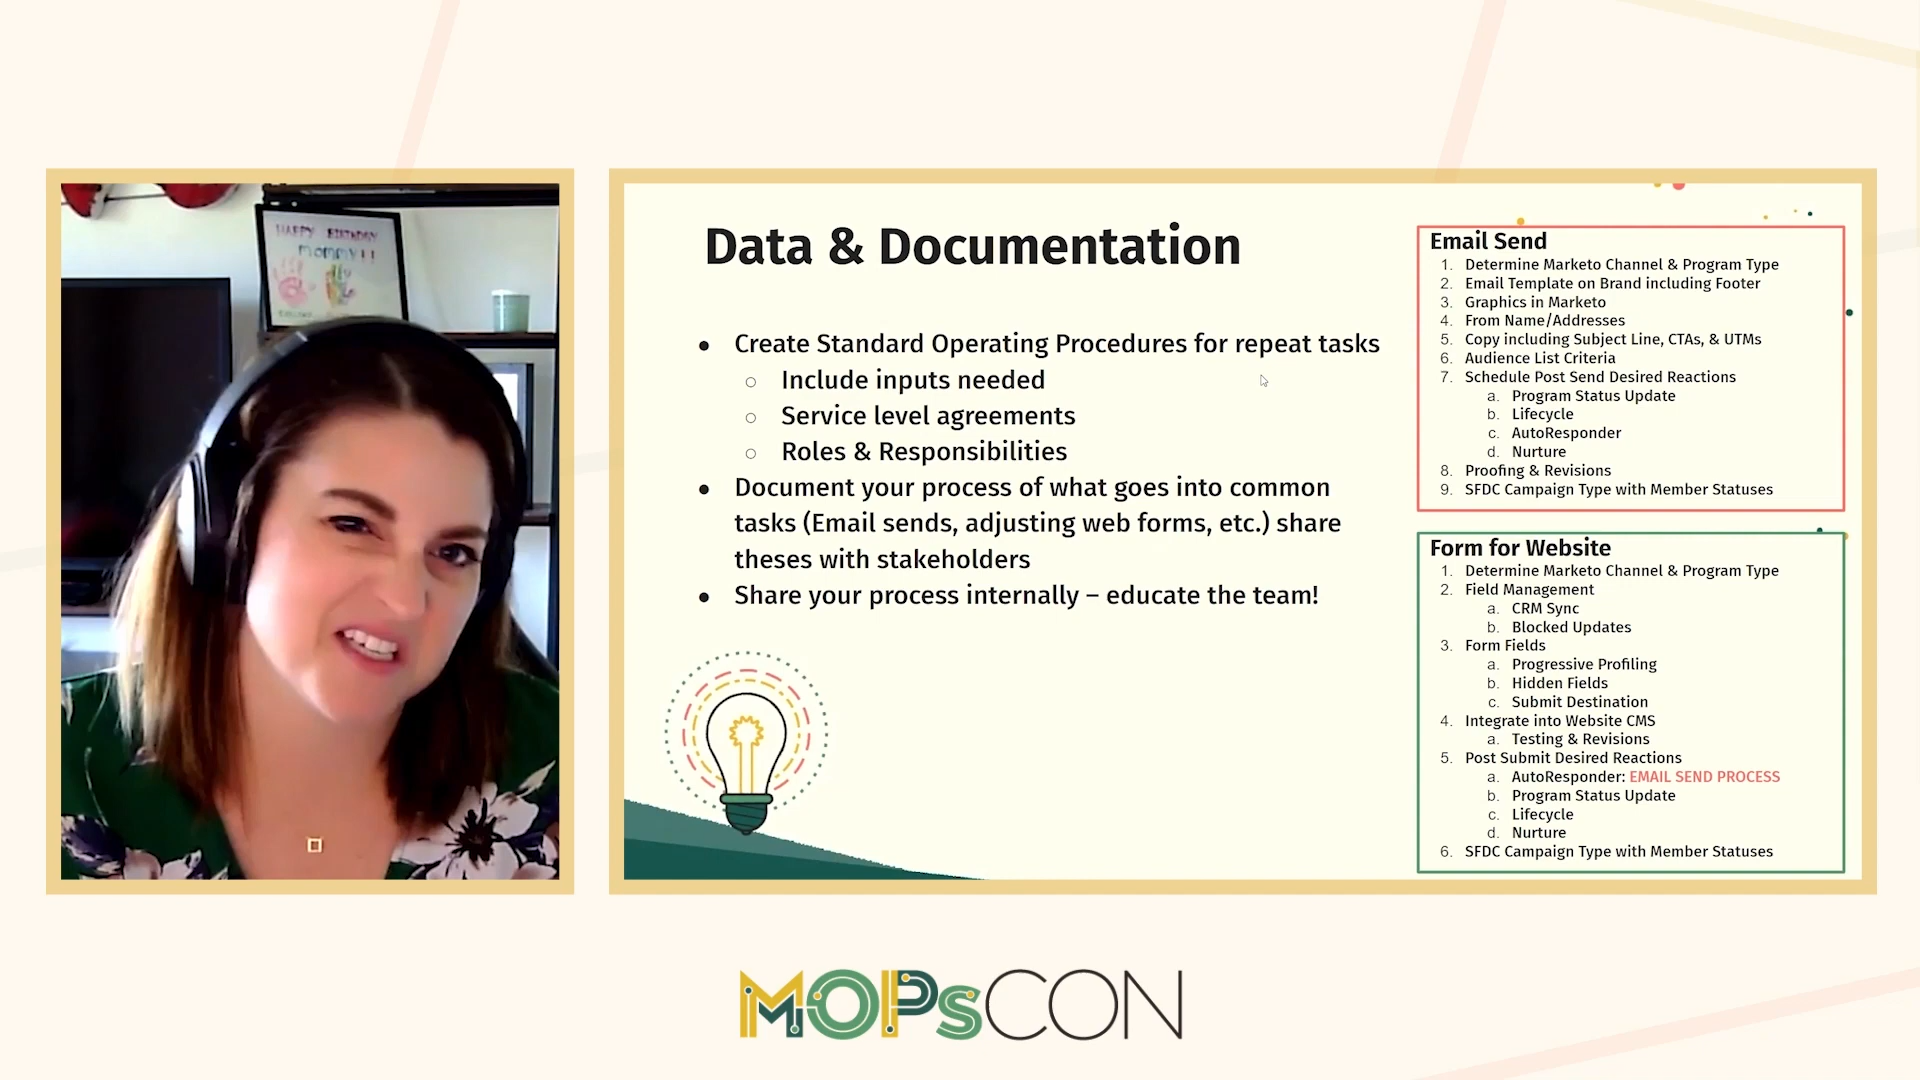 HAPPY BIRTHDAY
MOMMY!!
Data & Documentation
● Create Standard Operating Procedures for repeat tasks
○ Include inputs needed
○ Service level agreements
○ Roles & Responsibilities
● Document your process of what goes into common
tasks (Email sends, adjusting web forms, etc.) share
theses with stakeholders
● Share your process internally – educate the team!
Email Send
1. Determine Marketo Channel & Program Type
2. Email Template on Brand including Footer
3. Graphics in Marketo
4. From Name/Addresses
5. Copy including Subject Line, CTAs, & UTMs
6. Audience List Criteria
7. Schedule Post Send Desired Reactions
a. Program Status Update
b. Lifecycle
c. AutoResponder
d. Nurture
8. Proofing & Revisions
9. SFDC Campaign Type with Member Statuses
Form for Website
1. Determine Marketo Channel & Program Type
2. Field Management
a. CRM Sync
b. Blocked Updates
3. Form Fields
a. Progressive Profiling
b. Hidden Fields
c. Submit Destination
4. Integrate into Website CMS
a. Testing & Revisions
5. Post Submit Desired Reactions
a. AutoResponder: EMAIL SEND PROCESS
b. Program Status Update
c. Lifecycle
d. Nurture
6. SFDC Campaign Type with Member Statuses
MOPsCON